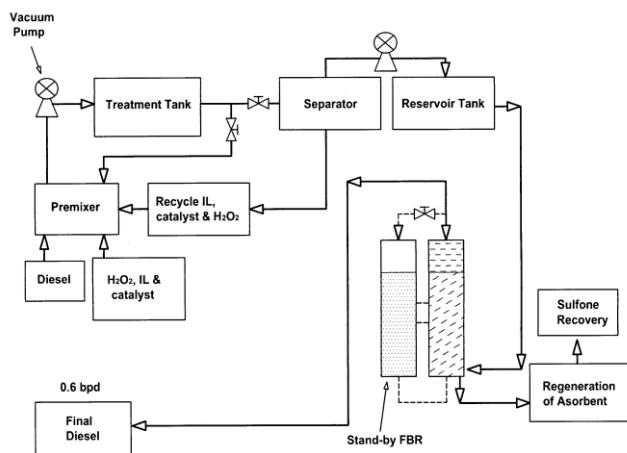 Vacuum
Pump
Treatment Tank
Separator
Reservoir Tank
Premixer
Recycle IL,
catalyst & H₂O₂
Diesel
H₂O₂, IL &
catalyst
Sulfone
Recovery
Regeneration
of Asorbent
0.6 bpd
Final
Diesel
Stand-by FBR